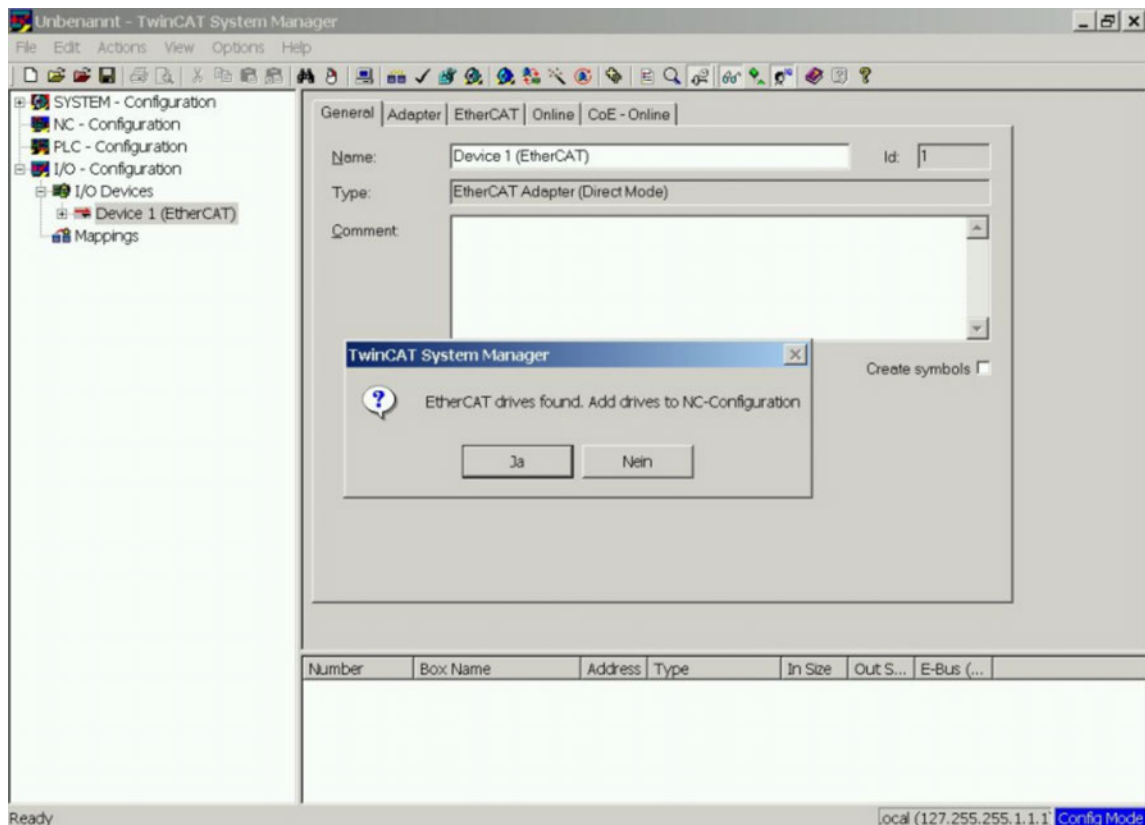 Unbenannt - TwinCAT System Manager
File Edit Actions View Options Help
SYSTEM - Configuration
NC - Configuration
PLC - Configuration
I/O - Configuration
I/O Devices
Device 1 (EtherCAT)
Mappings
General Adapter EtherCAT Online CoE - Online
Name: Device 1 (EtherCAT) Id: 1
Type: EtherCAT Adapter (Direct Mode)
Comment:
TwinCAT System Manager
EtherCAT drives found. Add drives to NC-Configuration
Ja Nein
Create symbols
Number Box Name Address Type In Size Out S... E-Bus (...
Ready
ocal (127.255.255.1.1.1 Config Mode